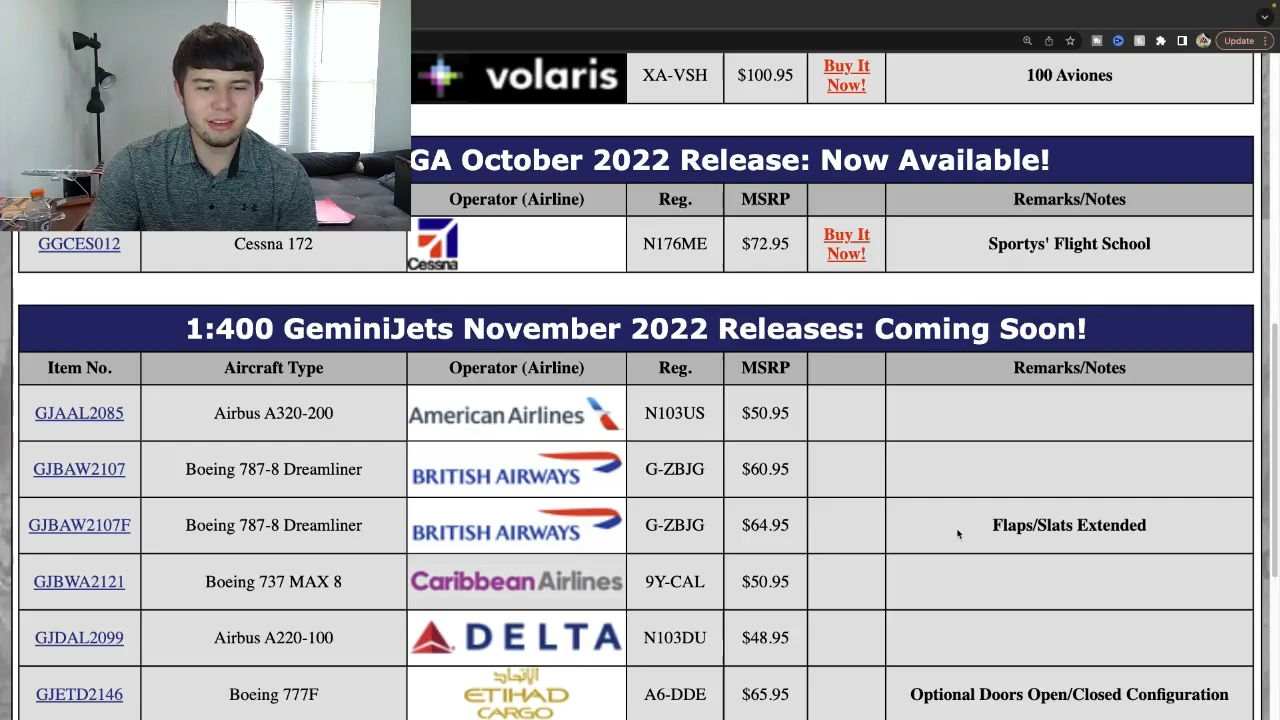 Update
volaris XA-VSH $100.95 Buy It Now! 100 Aviones
GA October 2022 Release: Now Available!
Operator (Airline) Reg. MSRP Remarks/Notes
GGCES012 Cessna 172 Cessna N176ME $72.95 Buy It Now! Sportys' Flight School
1:400 GeminiJets November 2022 Releases: Coming Soon!
Item No. Aircraft Type Operator (Airline) Reg. MSRP Remarks/Notes
GJAAL2085 Airbus A320-200 American Airlines N103US $50.95
GJBAW2107 Boeing 787-8 Dreamliner BRITISH AIRWAYS G-ZBJG $60.95
GJBAW2107F Boeing 787-8 Dreamliner BRITISH AIRWAYS G-ZBJG $64.95 Flaps/Slats Extended
GJBWA2121 Boeing 737 MAX 8 Caribbean Airlines 9Y-CAL $50.95
GJDAL2099 Airbus A220-100 DELTA N103DU $48.95
GJETD2146 Boeing 777F الإتحاد ETIHAD CARGO A6-DDE $65.95 Optional Doors Open/Closed Configuration